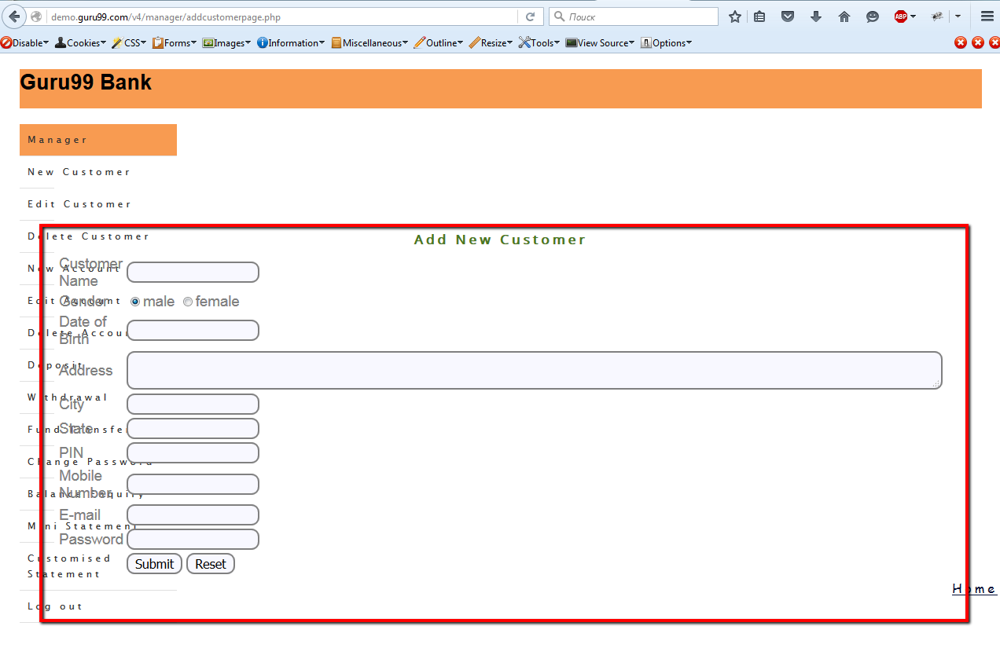 demo.guru99.com/v4/manager/addcustomerpage.php
Поиск
ABP
Disable Cookies CSS Forms Images Information Miscellaneous Outline Resize Tools View Source Options
Guru99 Bank
Manager
New Customer
Edit Customer
Delete Customer
New Account
Edit Account
Delete Account
Deposit
Withdrawal
Fund Transfer
Change Password
Balance Enquiry
Mini Statement
Customised
Statement
Log out
Add New Customer
Customer
Name
Gender male female
Date of
Birth
Address
City
State
PIN
Mobile
Number
E-mail
Password
Submit Reset
Home